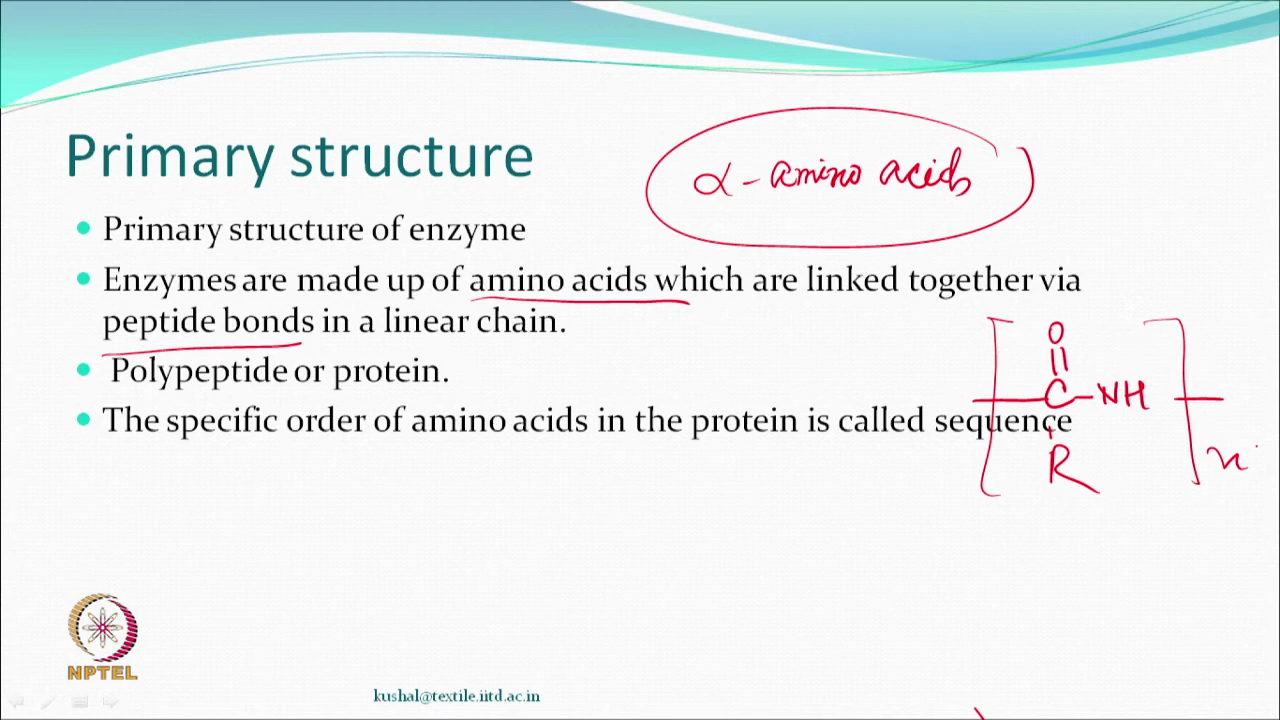 Primary structure
α - amino acids
Primary structure of enzyme
Enzymes are made up of amino acids which are linked together via
peptide bonds in a linear chain.
Polypeptide or protein.
The specific order of amino acids in the protein is called sequence
O
C-NH
R
n
NPTEL
kushal@textile.iitd.ac.in